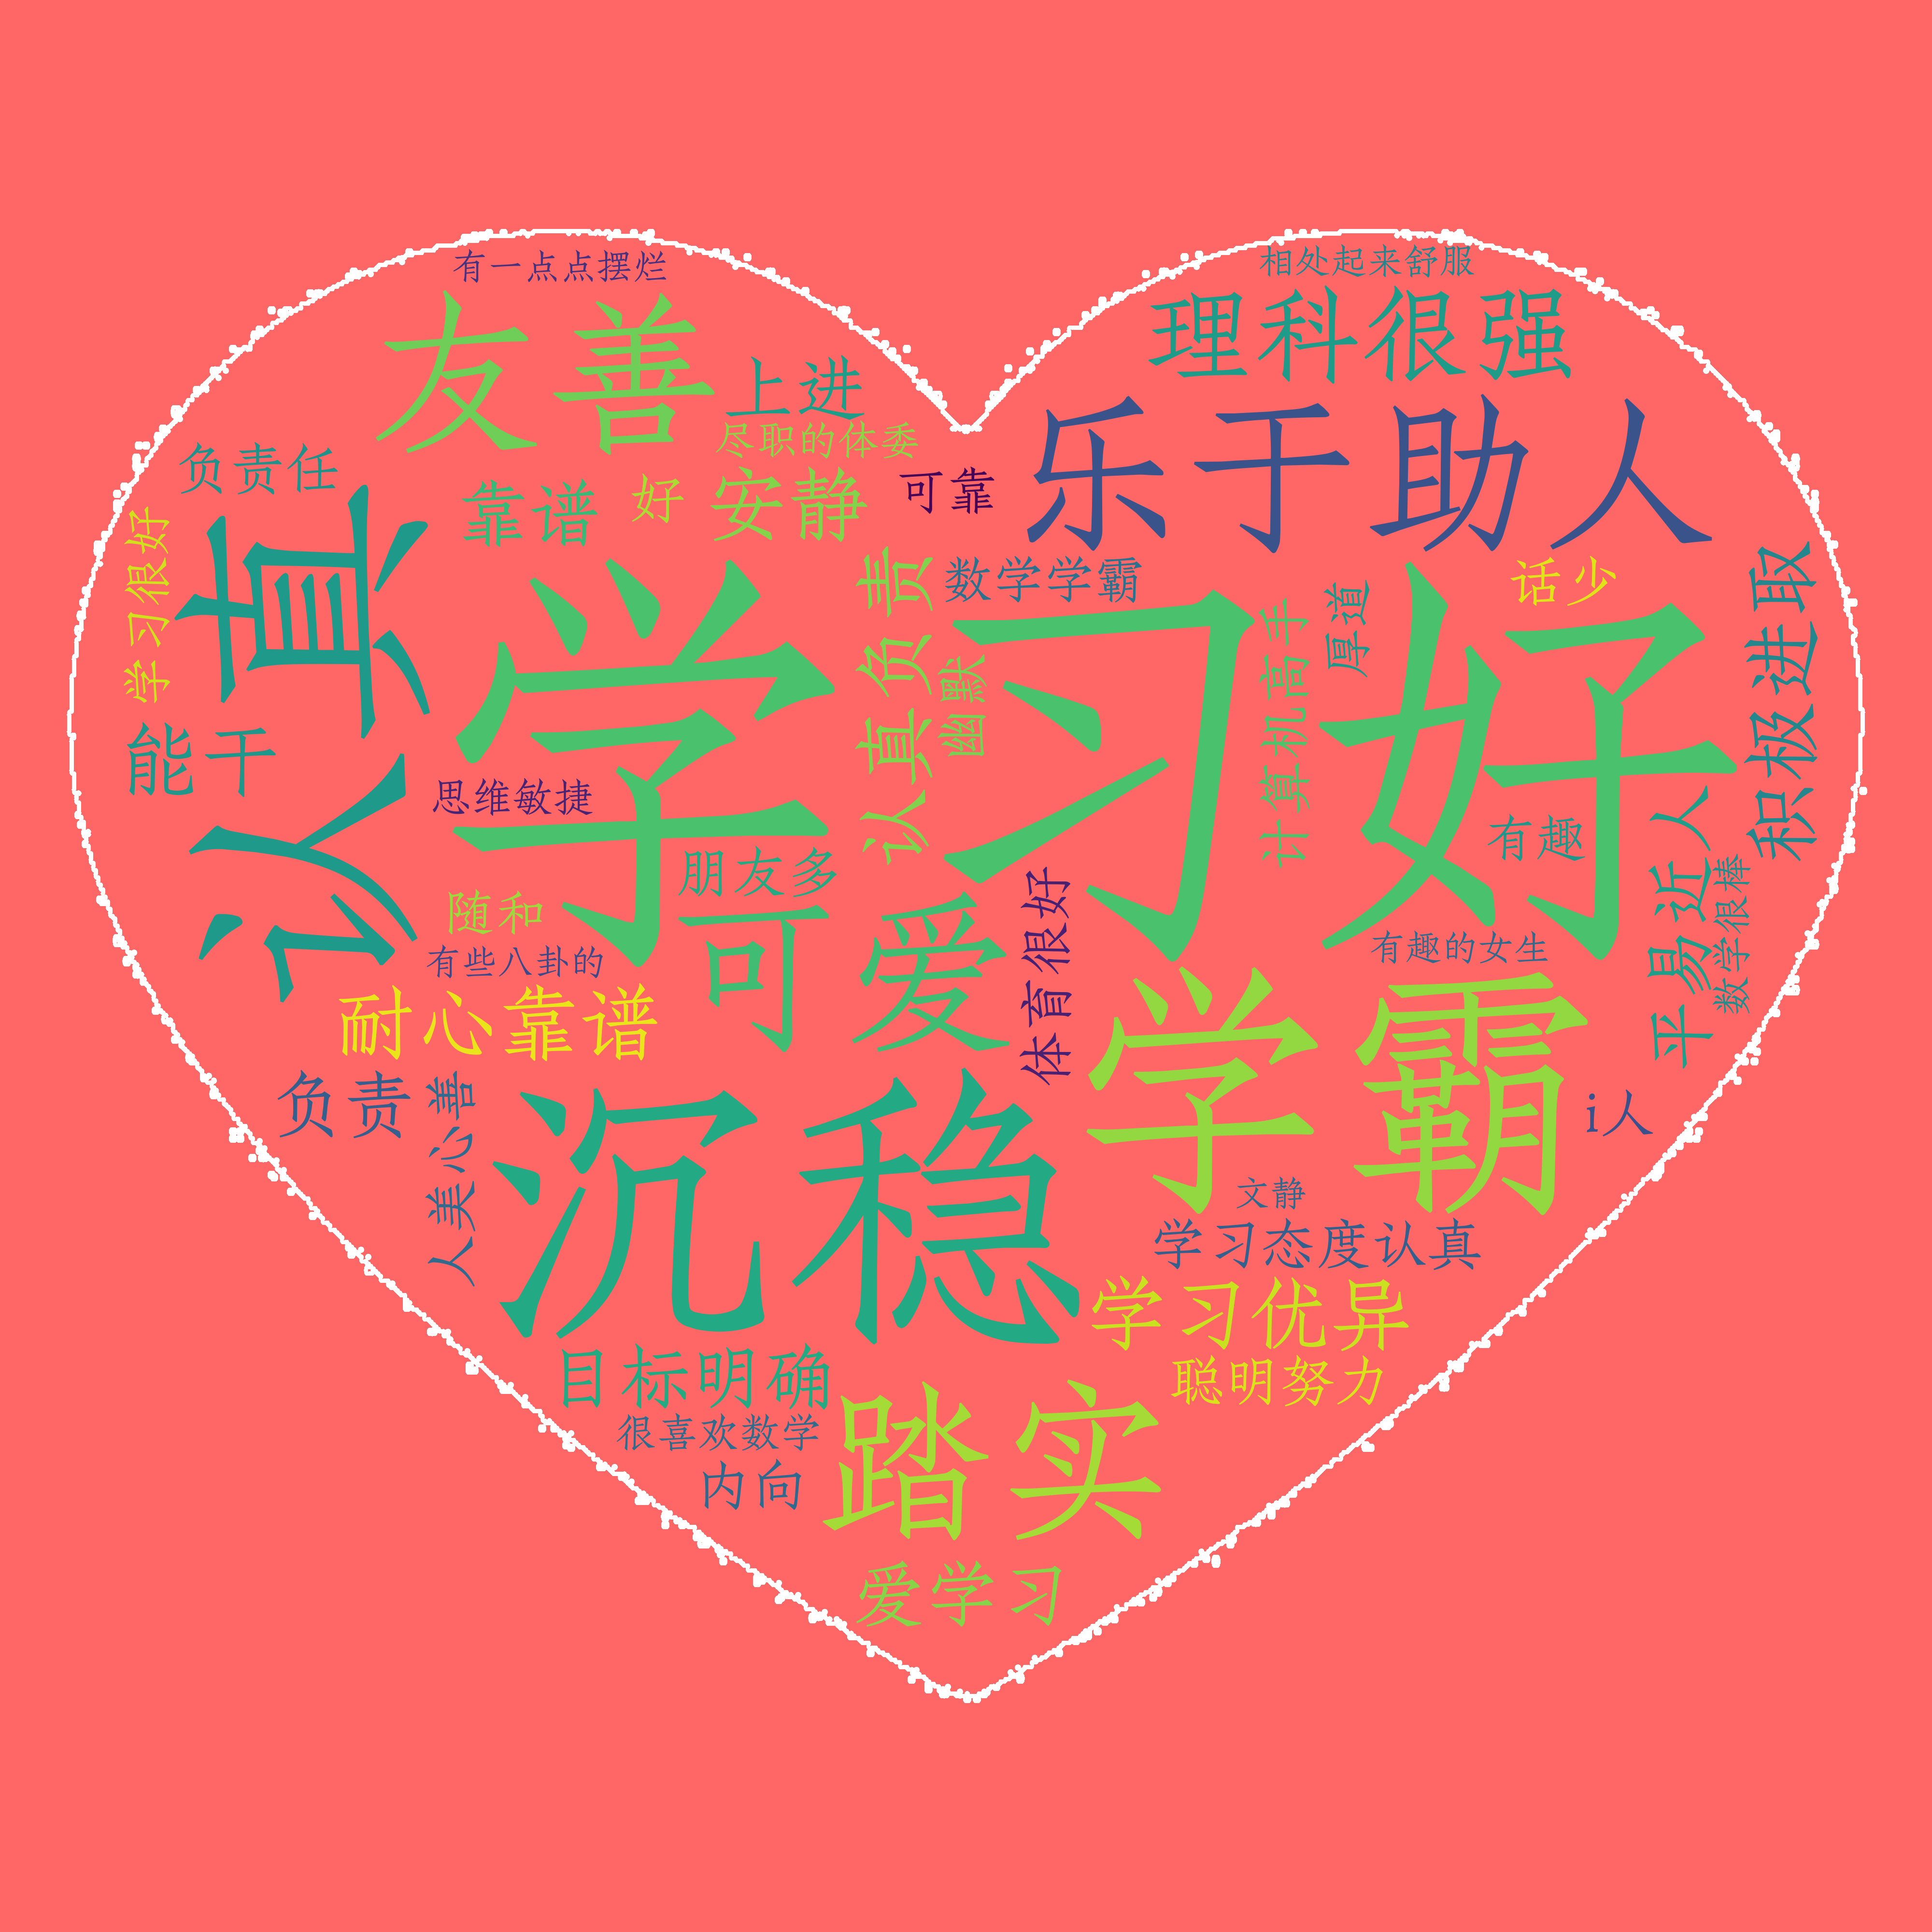 有一点点摆烂
相处起来舒服
友善
理科很强
上进
尽职的体委
乐于助人
负责任
靠谱
好
安静
可靠
学习很好
认真
数学学霸
话少
积极进取
学习好
认真负责
幽默
计算机高手
厚道
能干
思维敏捷
朋友多
有趣
平易近人
数学很棒
随和
可爱
体育很好
有趣的女生
有些八卦的
耐心靠谱
学霸
负责
人美心善
沉稳
i人
文静
学习态度认真
学习优异
目标明确
聪明努力
很喜欢数学
踏实
内向
爱学习